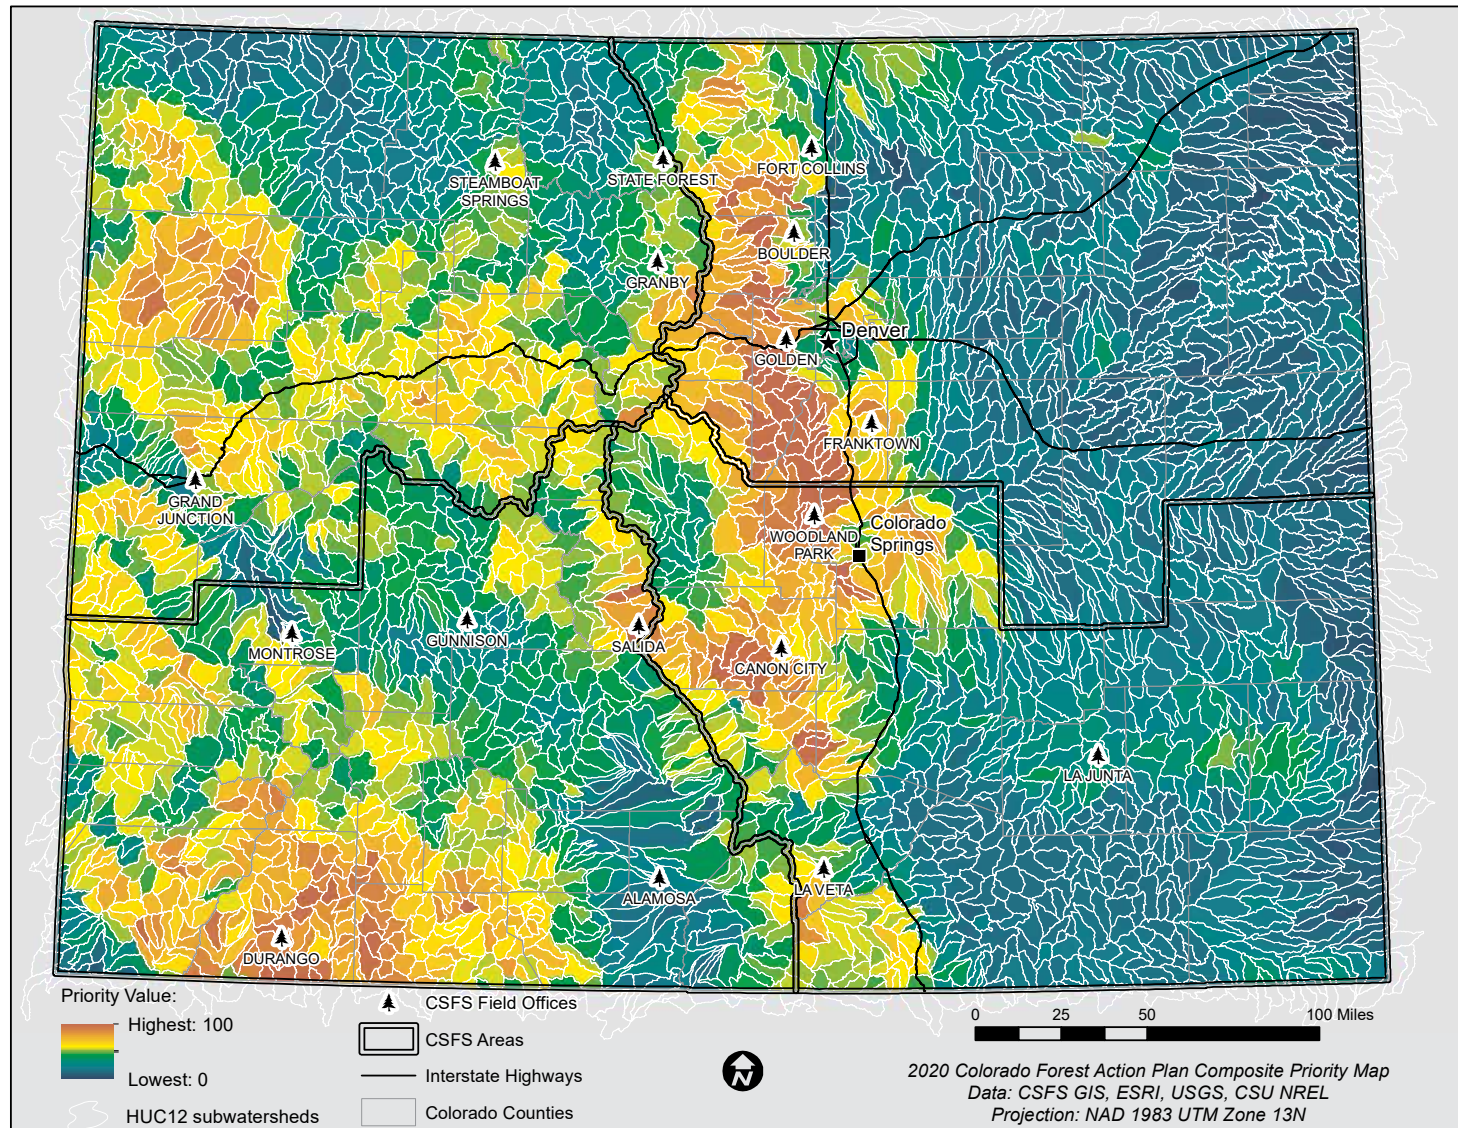 STEAMBOAT
SPRINGS
STATE FOREST
FORT COLLINS
BOULDER
GRANBY
Denver
GOLDEN
FRANKTOWN
GRAND
JUNCTION
WOODLAND
PARK
Colorado
Springs
MONTROSE
GUNNISON
SALIDA
CANON CITY
LA JUNTA
ALAMOSA
LA VETA
DURANGO
Priority Value:
Highest: 100
Lowest: 0
HUC12 subwatersheds
CSFS Field Offices
CSFS Areas
Interstate Highways
Colorado Counties
N
0 25 50 100 Miles
2020 Colorado Forest Action Plan Composite Priority Map
Data: CSFS GIS, ESRI, USGS, CSU NREL
Projection: NAD 1983 UTM Zone 13N